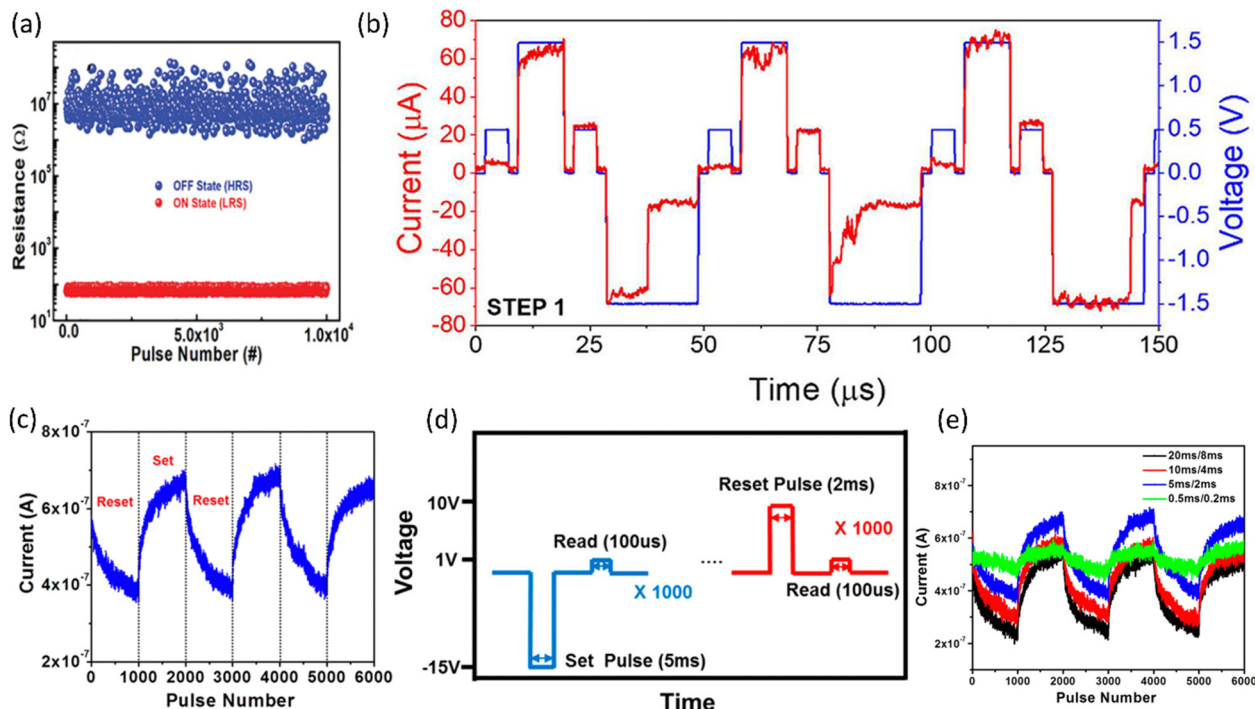 (a)
Resistance (Ω)
10⁷
10⁵
10³
10¹
OFF State (HRS)
ON State (LRS)
0.0 5.0x10³ 1.0x10⁴
Pulse Number (#)
(b)
Current (μA)
80
60
40
20
0
-20
-40
-60
-80
STEP 1
1.5
1.0
0.5
0.0
-0.5
-1.0
-1.5
Voltage (V)
0 25 50 75 100 125 150
Time (μs)
(c)
Current (A)
8x10⁻⁷
6x10⁻⁷
4x10⁻⁷
2x10⁻⁷
Reset Set Reset
0 1000 2000 3000 4000 5000 6000
Pulse Number
(d)
Voltage
10V
1V
-15V
Read (100us)
X 1000
Set Pulse (5ms)
....
Reset Pulse (2ms)
X 1000
Read (100us)
Time
(e)
Current (A)
8x10⁻⁷
6x10⁻⁷
4x10⁻⁷
2x10⁻⁷
20ms/8ms
10ms/4ms
5ms/2ms
0.5ms/0.2ms
0 1000 2000 3000 4000 5000 6000
Pulse Number